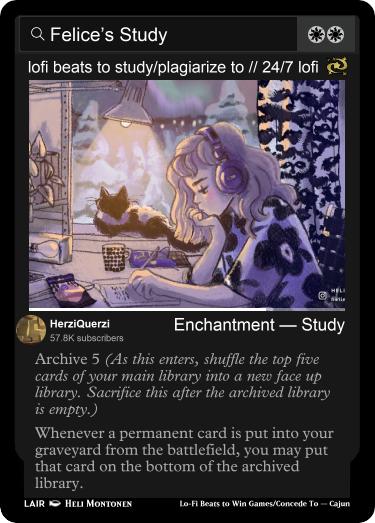 Felice's Study
lofi beats to study/plagiarize to // 24/7 lofi
HerziQuerzi
57.8K subscribers
Enchantment — Study
Archive 5 (As this enters, shuffle the top five
cards of your main library into a new face up
library. Sacrifice this after the archived library
is empty.)
Whenever a permanent card is put into your
graveyard from the battlefield, you may put
that card on the bottom of the archived
library.
LAIR HELI MONTONEN
LO-FI BEATS TO WIN GAMES/CONCEDE TO — CAJUN